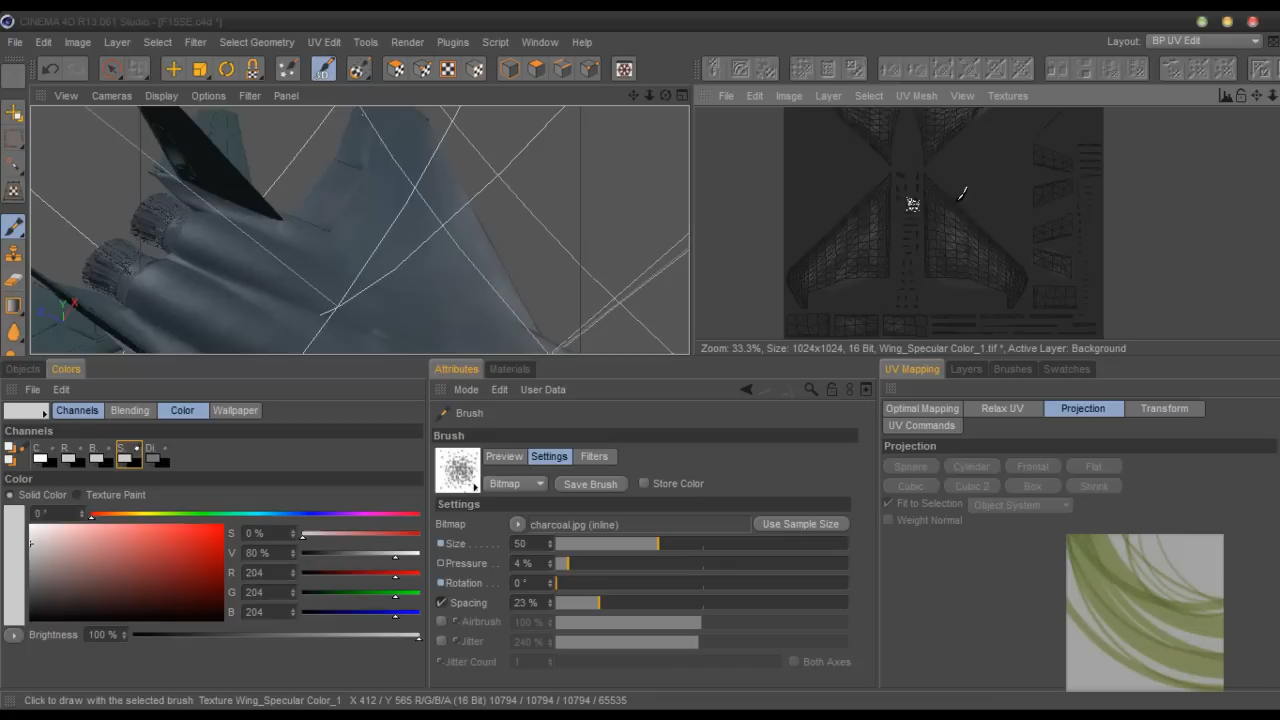 CINEMA 4D R13.061 Studio - [F15SE.c4d *]
File Edit Image Layer Select Filter Select Geometry UV Edit Tools Render Plugins Script Window Help Layout: BP UV Edit
View Cameras Display Options Filter Panel
File Edit Image Layer Select UV Mesh View Textures
3D
X Y
Zoom: 33.3%, Size: 1024x1024, 16 Bit, Wing_Specular Color_1.tif *, Active Layer: Background
Objects Colors
Attributes Materials
UV Mapping Layers Brushes Swatches
File Edit
Mode Edit User Data
Channels Blending Color Wallpaper
Optimal Mapping Relax UV Projection Transform
UV Commands
Brush
Channels
Brush
Projection
C. R. B. S. Di.
Preview Settings Filters
Sphere Cylinder Frontal Flat
Cubic Cubic 2 Box Shrink
Bitmap Save Brush Store Color
Color
Solid Color Texture Paint
Settings
Fit to Selection Object System
Weight Normal
0 °
Bitmap charcoal.jpg (inline) Use Sample Size
S 0 %
V 80 %
R 204
G 204
B 204
Size 50
Pressure 4 %
Rotation 0 °
Spacing 23 %
Airbrush 100 %
Jitter 240 %
Jitter Count 1 Both Axes
Brightness 100 %
Click to draw with the selected brush Texture Wing_Specular Color_1 X 412 / Y 565 R/G/B/A (16 Bit) 10794 / 10794 / 10794 / 65535